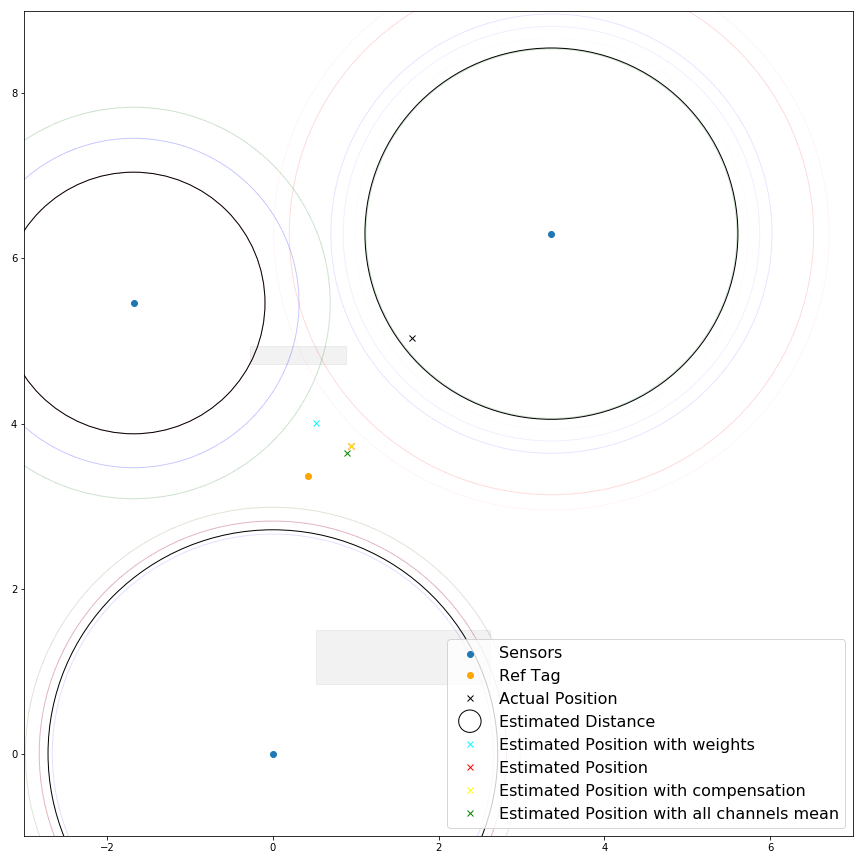 8
6
4
2
0
−2
0
2
4
6
Sensors
Ref Tag
Actual Position
Estimated Distance
Estimated Position with weights
Estimated Position
Estimated Position with compensation
Estimated Position with all channels mean